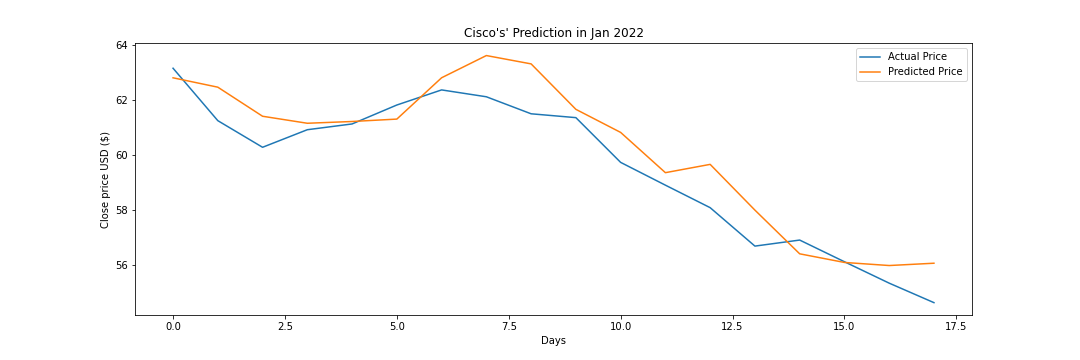 Cisco's' Prediction in Jan 2022
Actual Price
Predicted Price
Close price USD ($)
64
62
60
58
56
0.0 2.5 5.0 7.5 10.0 12.5 15.0 17.5
Days